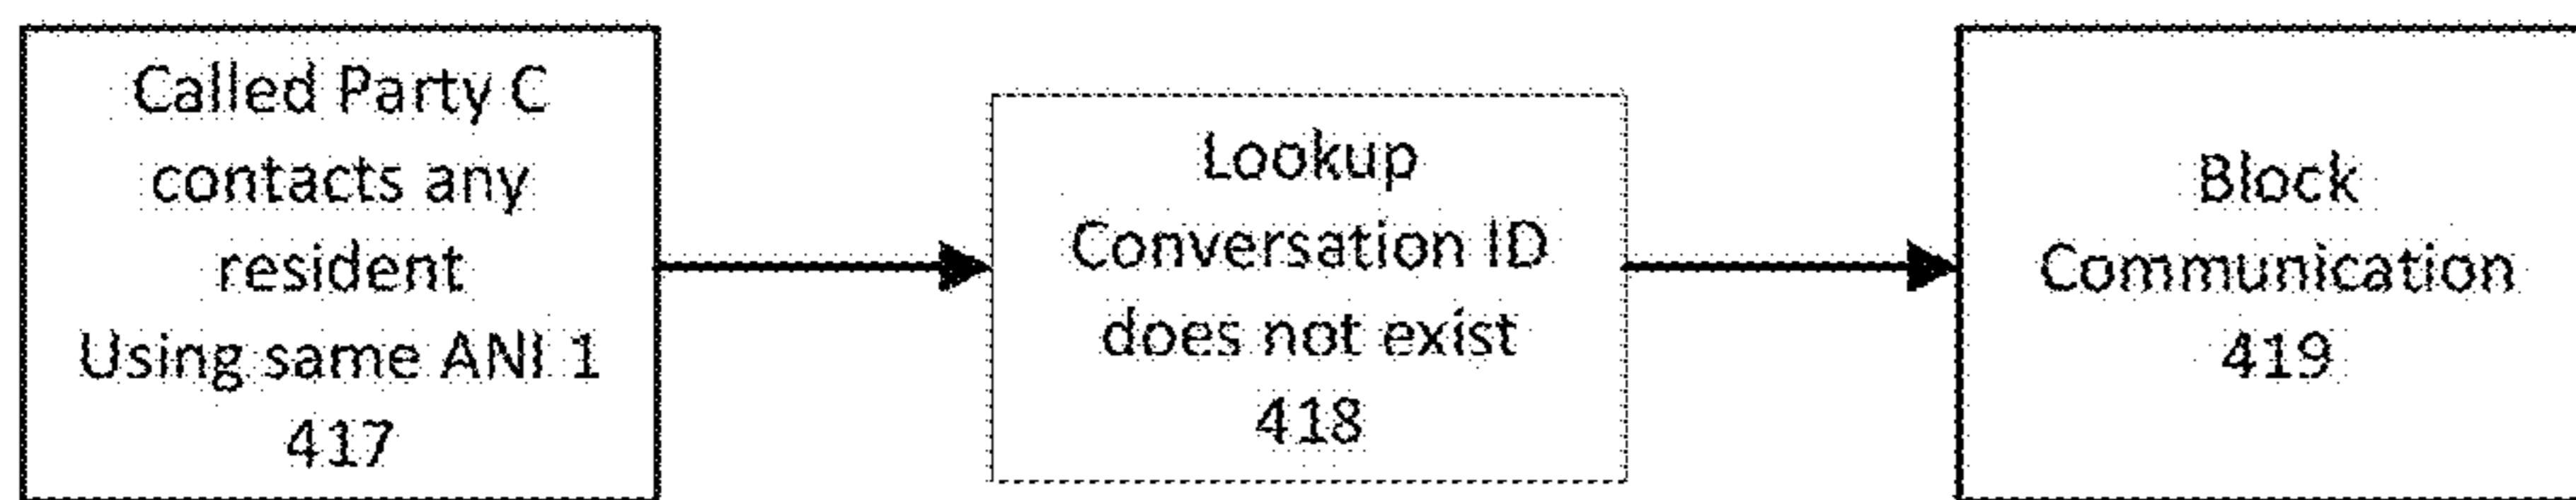 Called Party C
contacts any
resident
Using same ANI 1
417
Lookup
Conversation ID
does not exist
418
Block
Communication
419